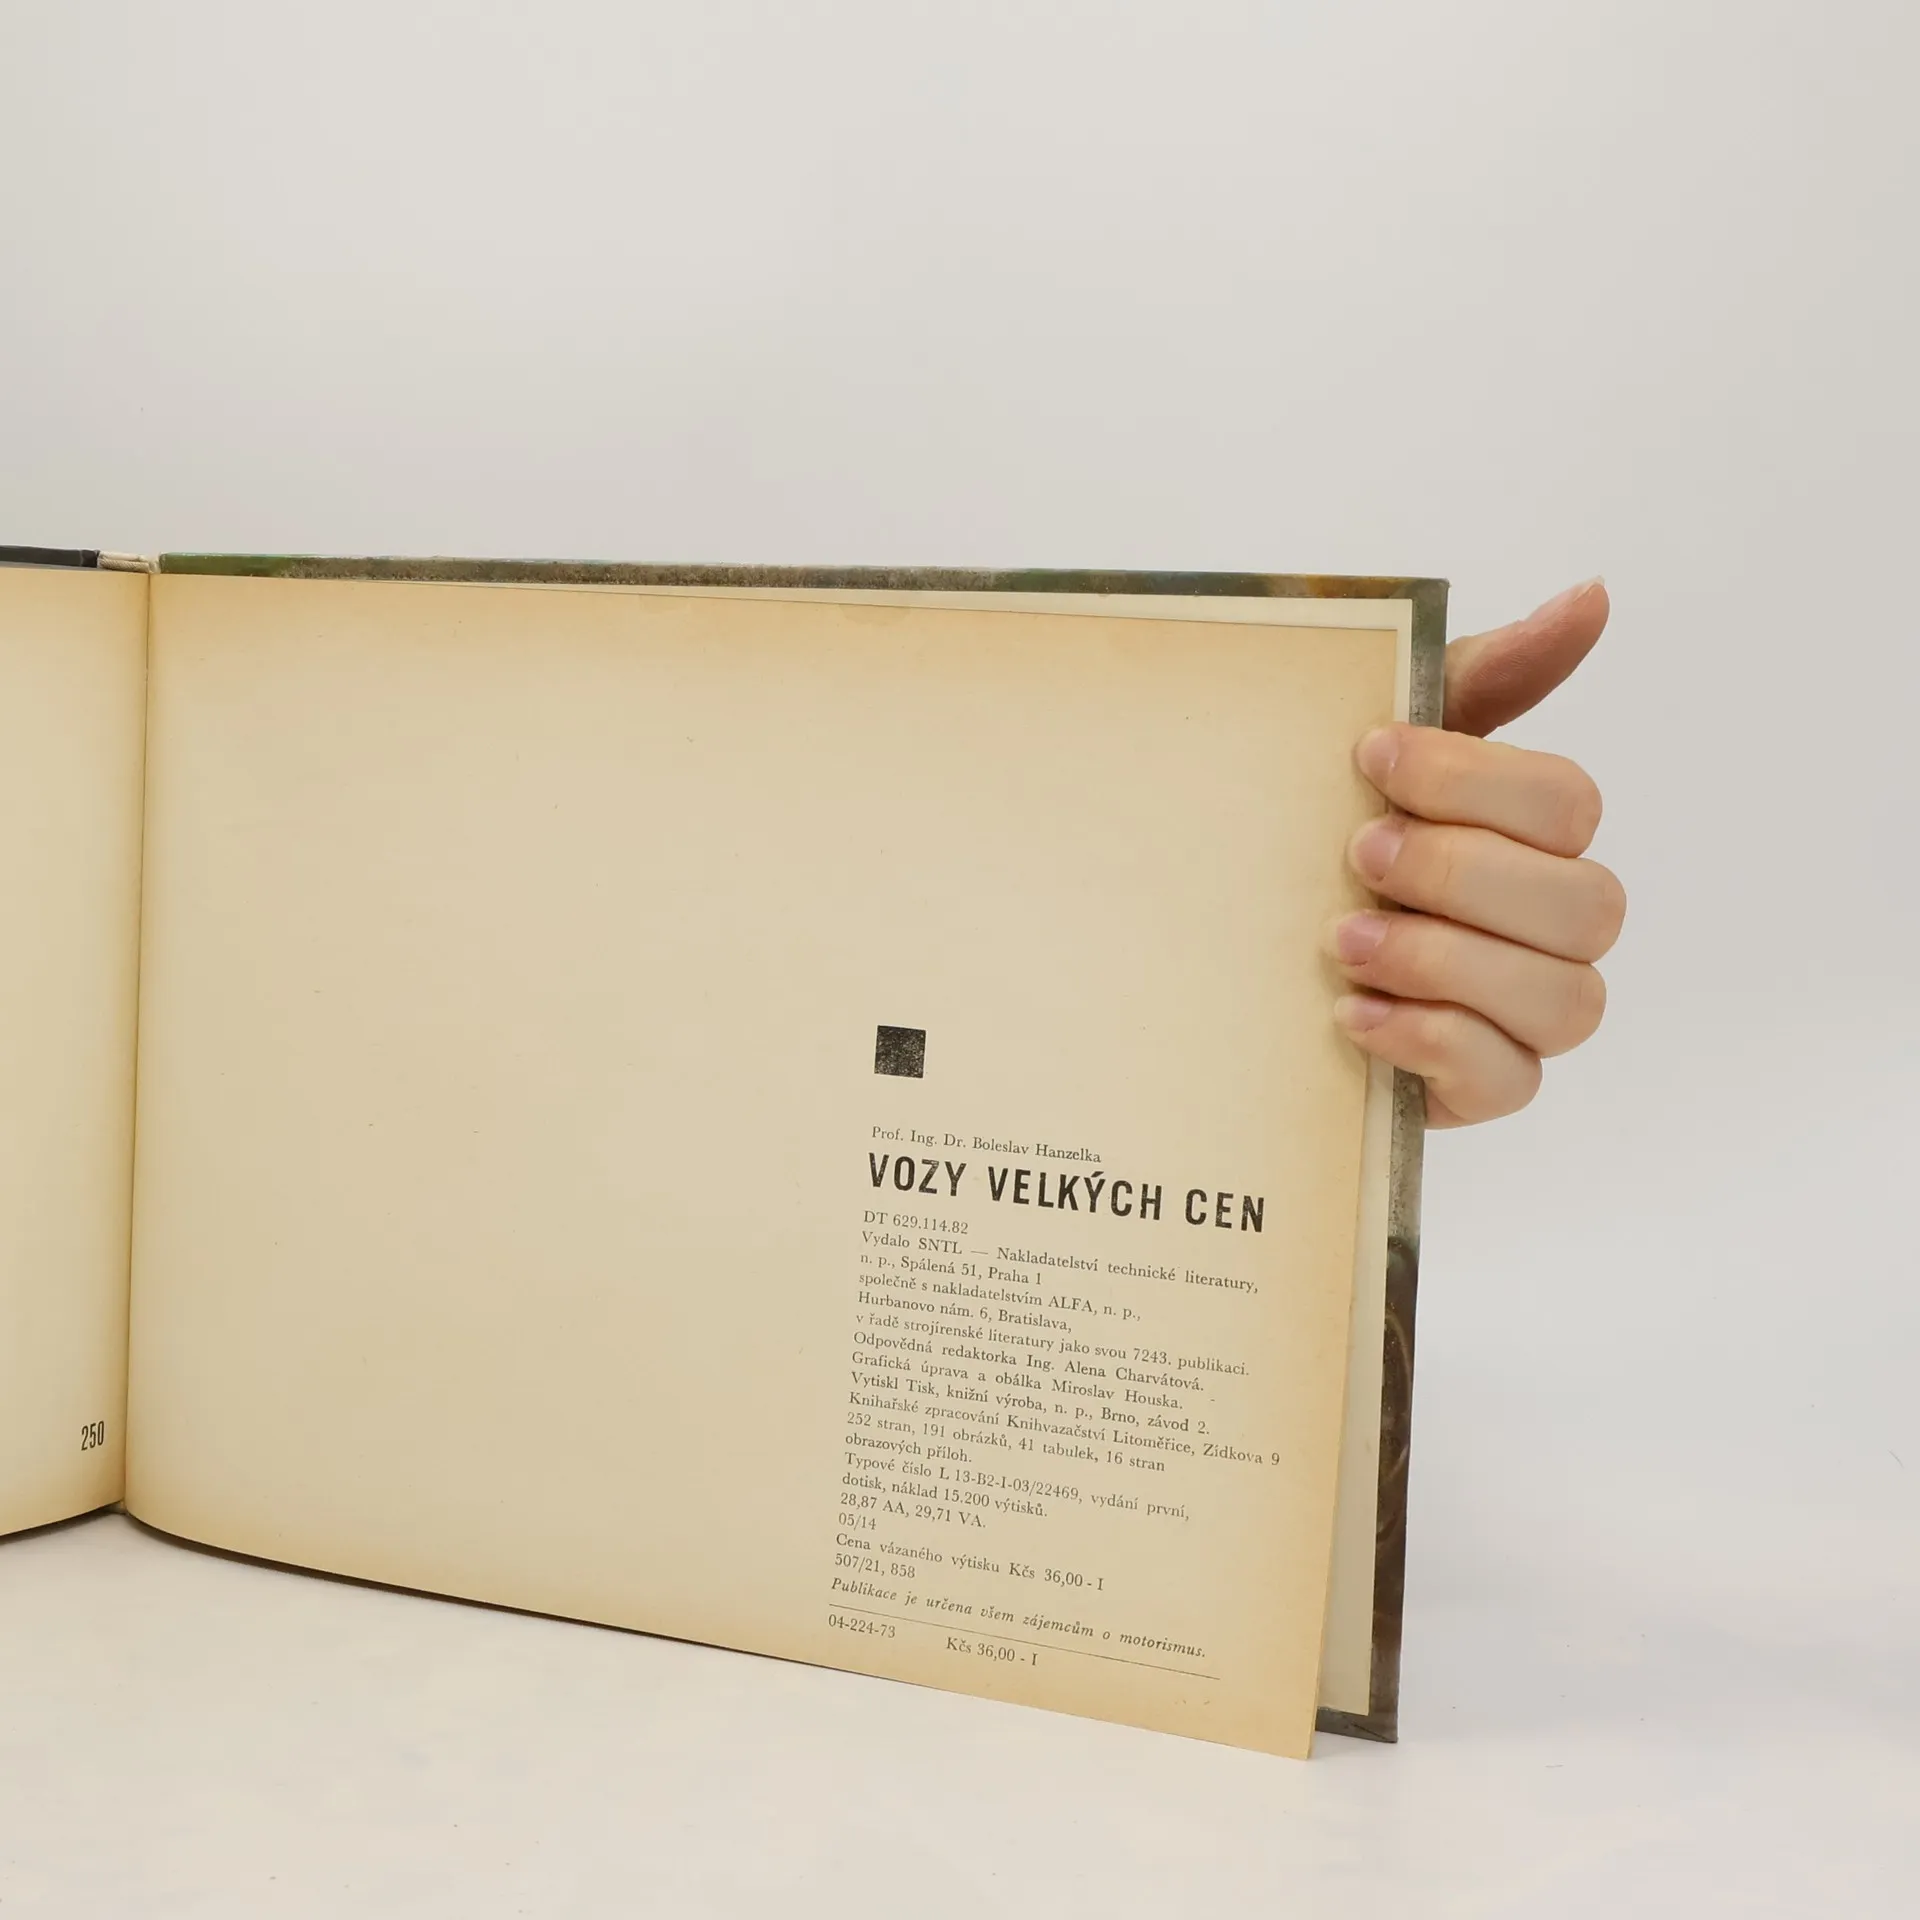 250
Prof. Ing. Dr. Boleslav Hanzelka
VOZY VELKÝCH CEN
DT 629.114.82
Vydalo SNTL — Nakladatelství technické literatury,
n. p., Spálená 51, Praha 1
společně s nakladatelstvím ALFA, n. p.,
Hurbanovo nám. 6, Bratislava,
v řadě strojírenské literatury jako svou 7243. publikaci.
Odpovědná redaktorka Ing. Alena Charvátová.
Grafická úprava a obálka Miroslav Houska.
Vytiskl Tisk, knižní výroba, n. p., Brno, závod 2.
Knihařské zpracování Knihvazačství Litoměřice, Zídkova 9
252 stran, 191 obrázků, 41 tabulek, 16 stran
obrazových příloh.
Typové číslo L 13-B2-I-03/22469, vydání první,
dotisk, náklad 15.200 výtisků.
28,87 AA, 29,71 VA.
05/14
Cena vázaného výtisku Kčs 36,00 - I
507/21, 858
Publikace je určena všem zájemcům o motorismus.
04-224-73 Kčs 36,00 - I